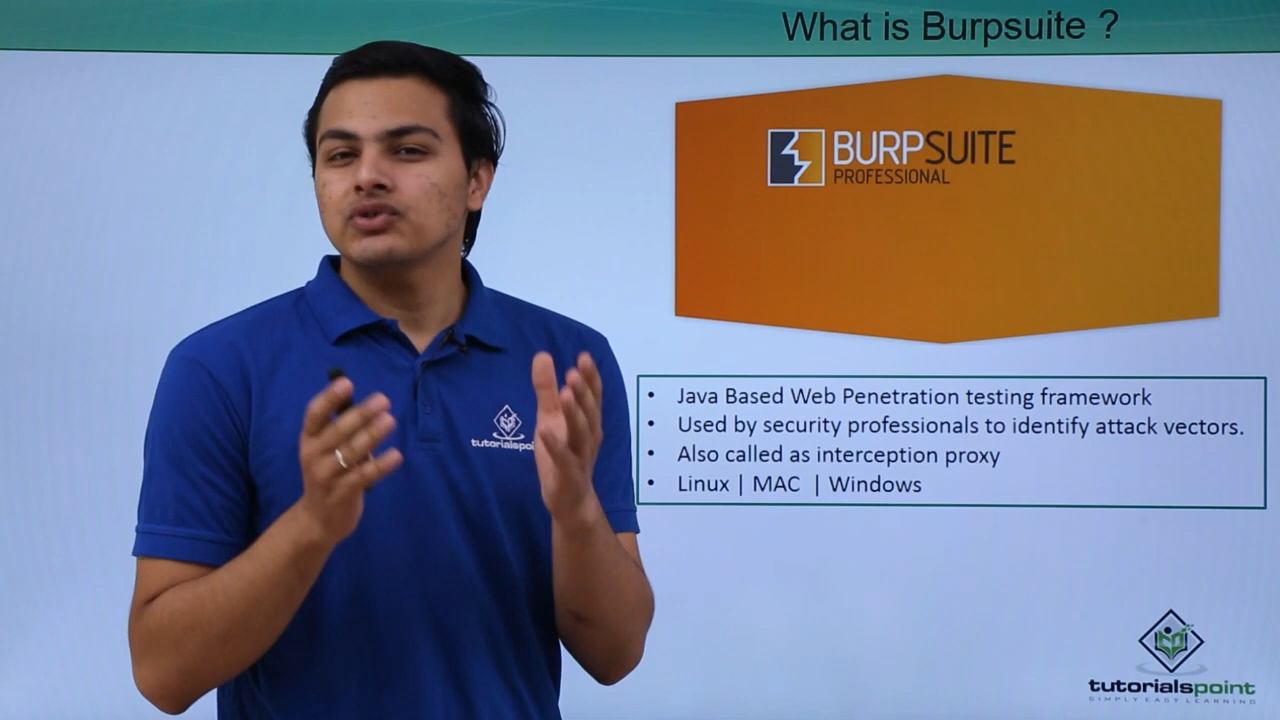 What is Burpsuite ?
BURPSUITE
PROFESSIONAL
• Java Based Web Penetration testing framework
• Used by security professionals to identify attack vectors.
• Also called as interception proxy
• Linux | MAC | Windows
tutorialspoi
tutorialspoint
SIMPLY EASY LEARNING